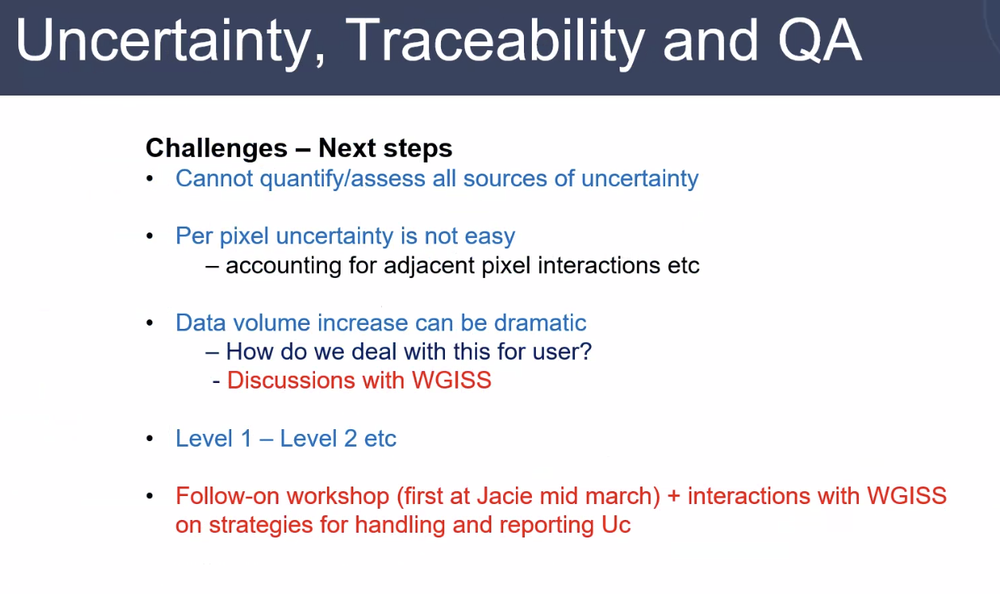 Uncertainty, Traceability and QA
Challenges – Next steps
• Cannot quantify/assess all sources of uncertainty
• Per pixel uncertainty is not easy
– accounting for adjacent pixel interactions etc
• Data volume increase can be dramatic
– How do we deal with this for user?
- Discussions with WGISS
• Level 1 – Level 2 etc
• Follow-on workshop (first at Jacie mid march) + interactions with WGISS
on strategies for handling and reporting Uc